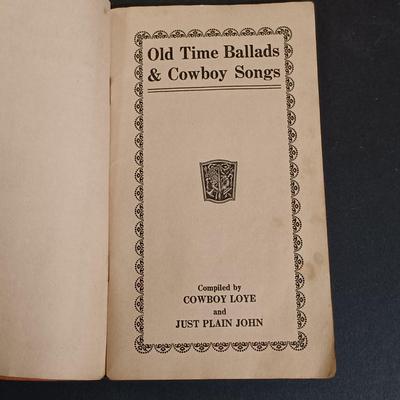 Old Time Ballads
& Cowboy Songs
Compiled by
COWBOY LOYE
and
JUST PLAIN JOHN